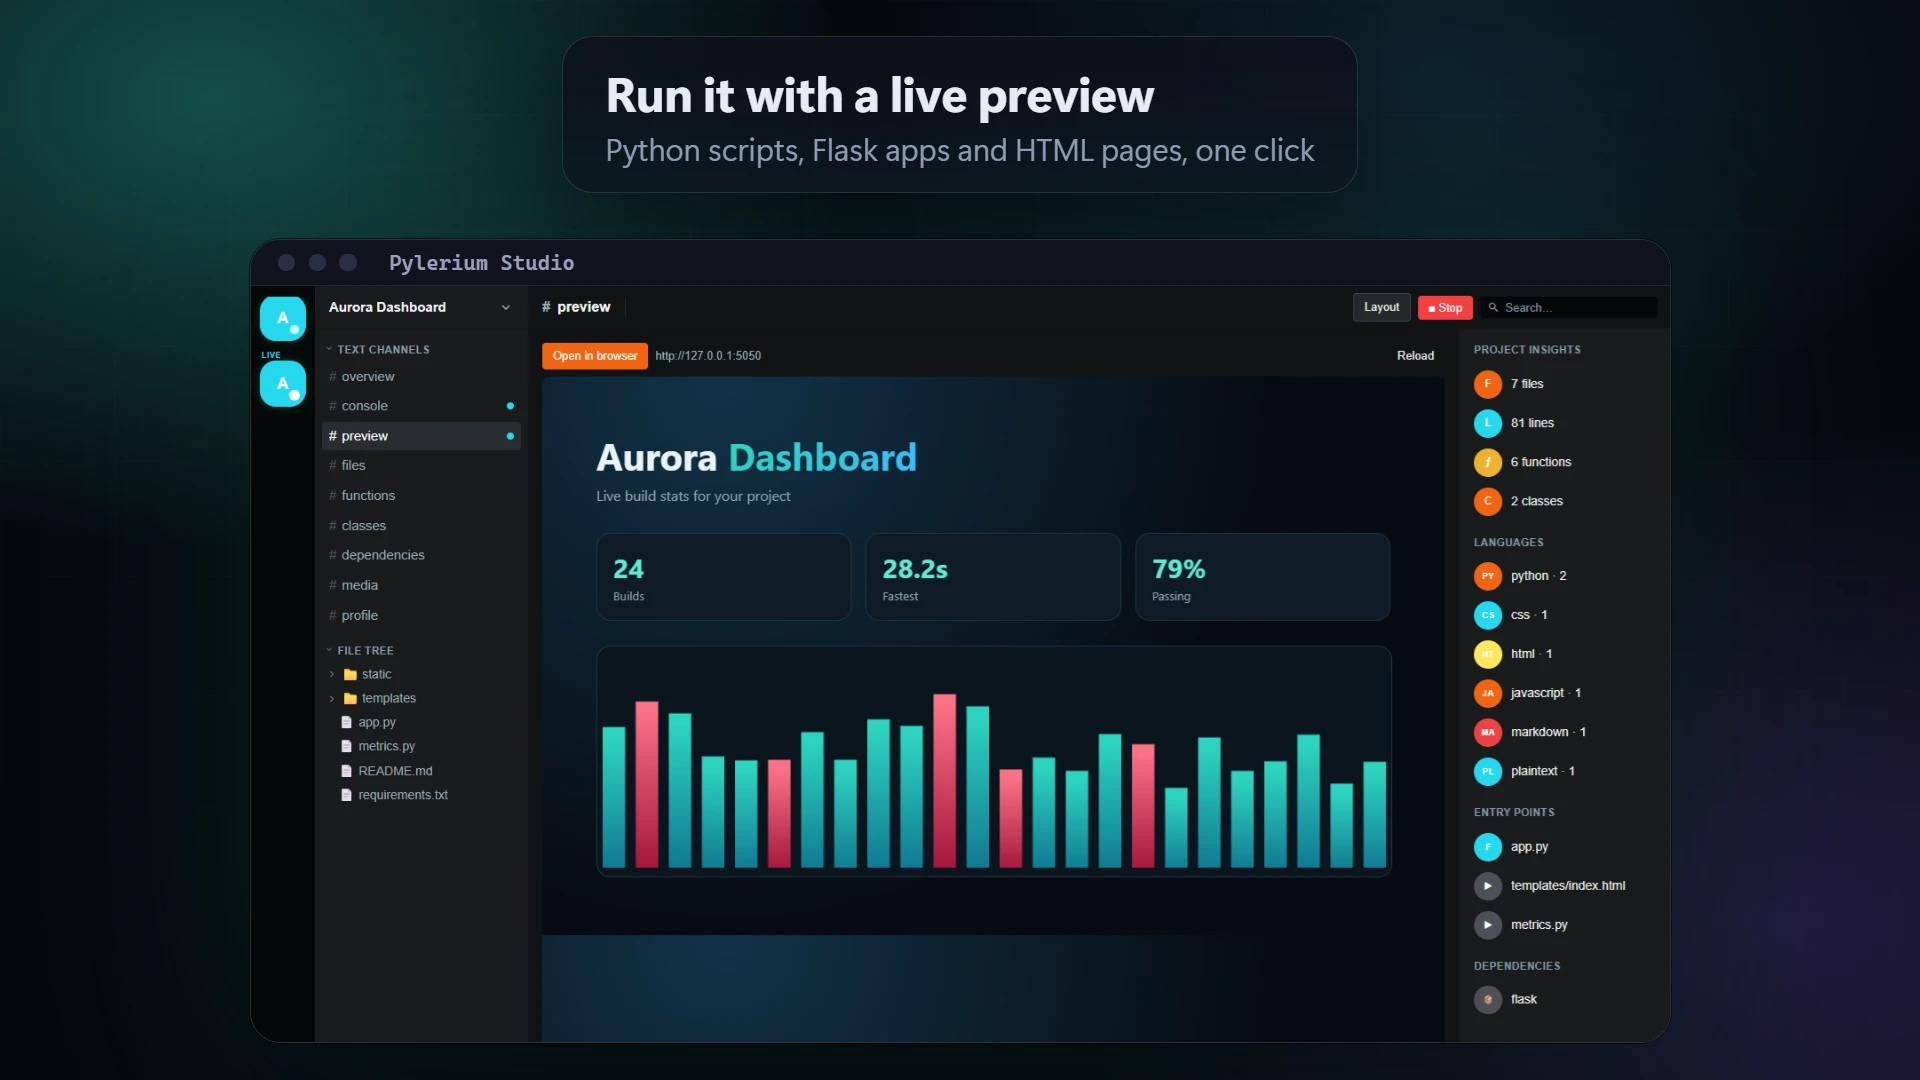 Run it with a live preview
Python scripts, Flask apps and HTML pages, one click
Pylerium Studio
A
LIVE
A
Aurora Dashboard
TEXT CHANNELS
# overview
# console
# preview
# files
# functions
# classes
# dependencies
# media
# profile
FILE TREE
static
templates
app.py
metrics.py
README.md
requirements.txt
# preview
Layout
Stop
Search...
Open in browser
http://127.0.0.1:5050
Reload
Aurora Dashboard
Live build stats for your project
24
Builds
28.2s
Fastest
79%
Passing
PROJECT INSIGHTS
F 7 files
L 81 lines
f 6 functions
C 2 classes
LANGUAGES
PY python · 2
CS css · 1
HT html · 1
JA javascript · 1
MA markdown · 1
PL plaintext · 1
ENTRY POINTS
F app.py
templates/index.html
metrics.py
DEPENDENCIES
flask